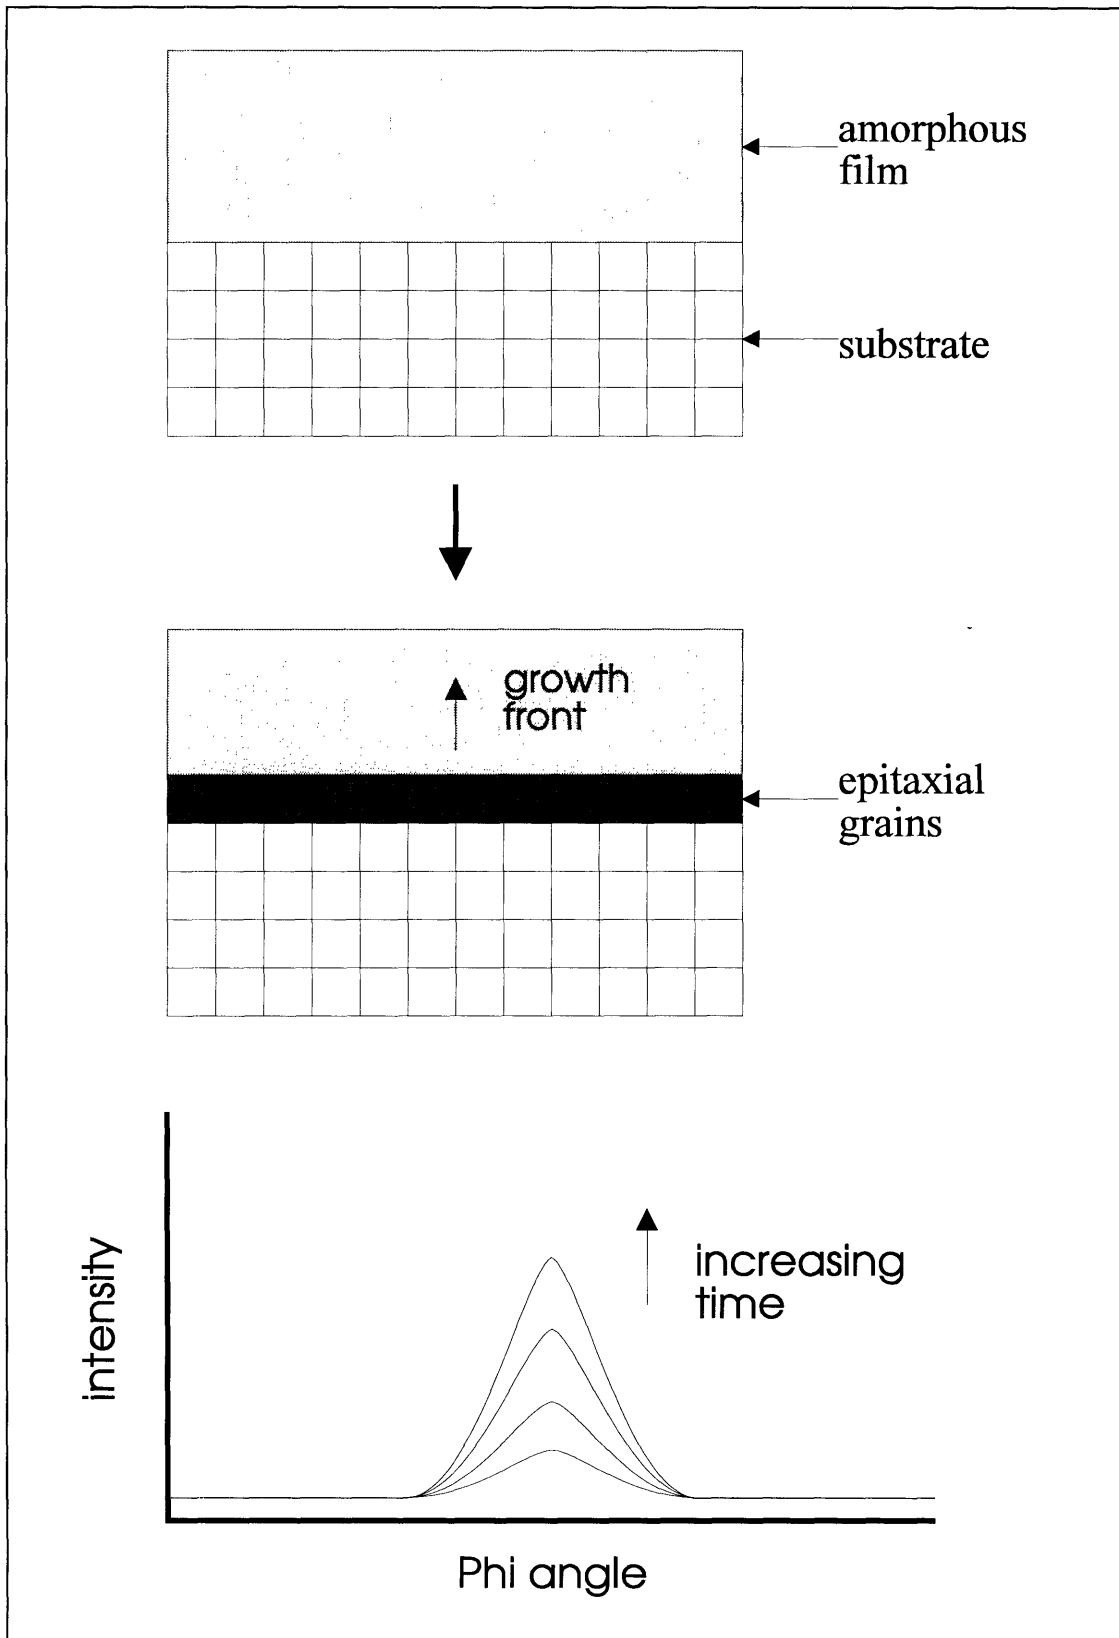 amorphous
film
substrate
growth
front
epitaxial
grains
intensity
increasing
time
Phi angle